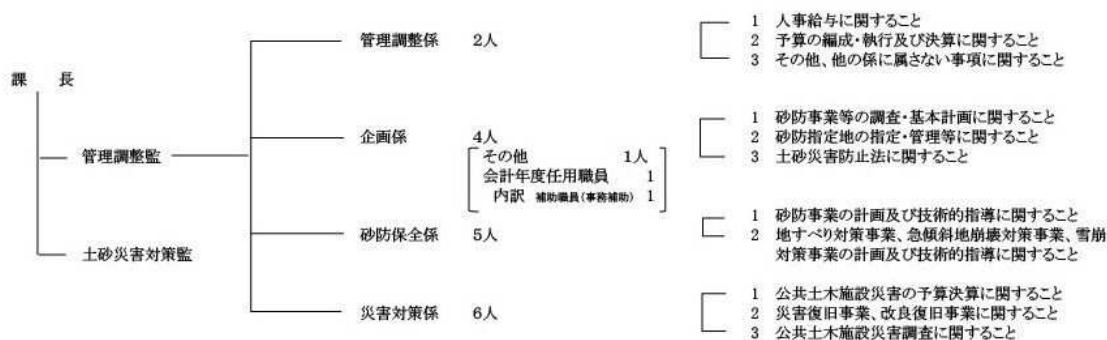 課　長
管理調整監
土砂災害対策監
管理調整係　2人
1　人事給与に関すること
2　予算の編成・執行及び決算に関すること
3　その他、他の係に属さない事項に関すること
企画係　4人
その他　1人
会計年度任用職員　1
内訳　補助職員(事務補助)　1
1　砂防事業等の調査・基本計画に関すること
2　砂防指定地の指定・管理等に関すること
3　土砂災害防止法に関すること
砂防保全係　5人
1　砂防事業の計画及び技術的指導に関すること
2　地すべり対策事業、急傾斜地崩壊対策事業、雪崩
対策事業の計画及び技術的指導に関すること
災害対策係　6人
1　公共土木施設災害の予算決算に関すること
2　災害復旧事業、改良復旧事業に関すること
3　公共土木施設災害調査に関すること